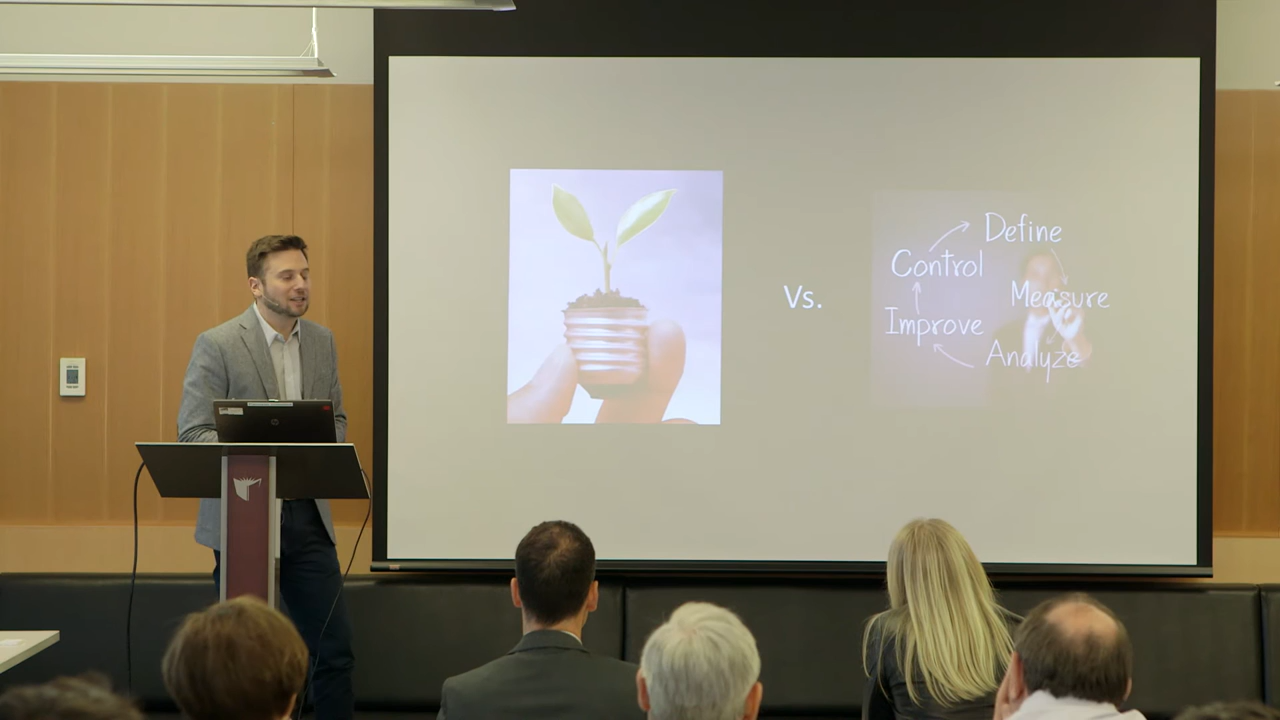 Vs.
Define
Control
Measure
Improve
Analyze